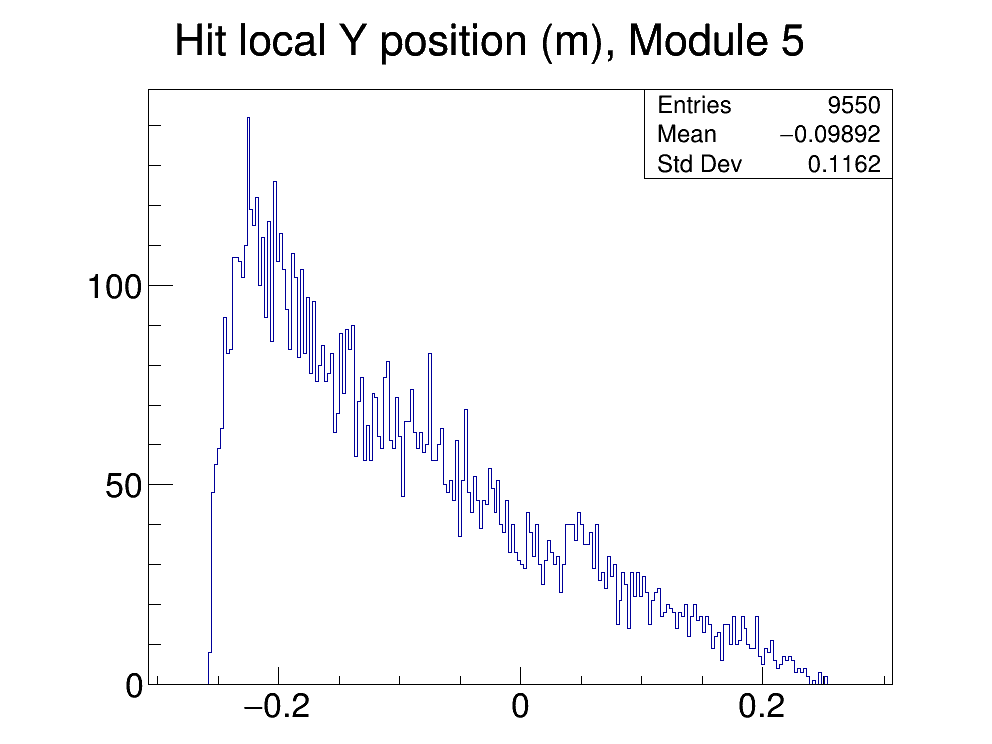 Hit local Y position (m), Module 5
Entries 9550
Mean −0.09892
Std Dev 0.1162
100
50
0
−0.2 0 0.2